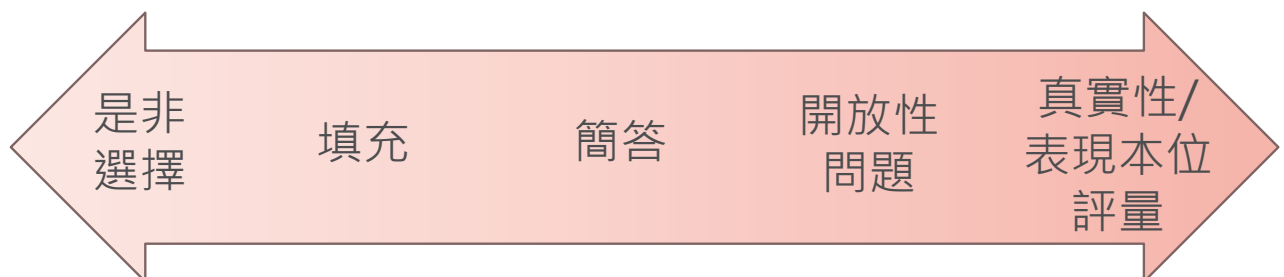 是非
選擇
填充
簡答
開放性
問題
真實性/
表現本位
評量